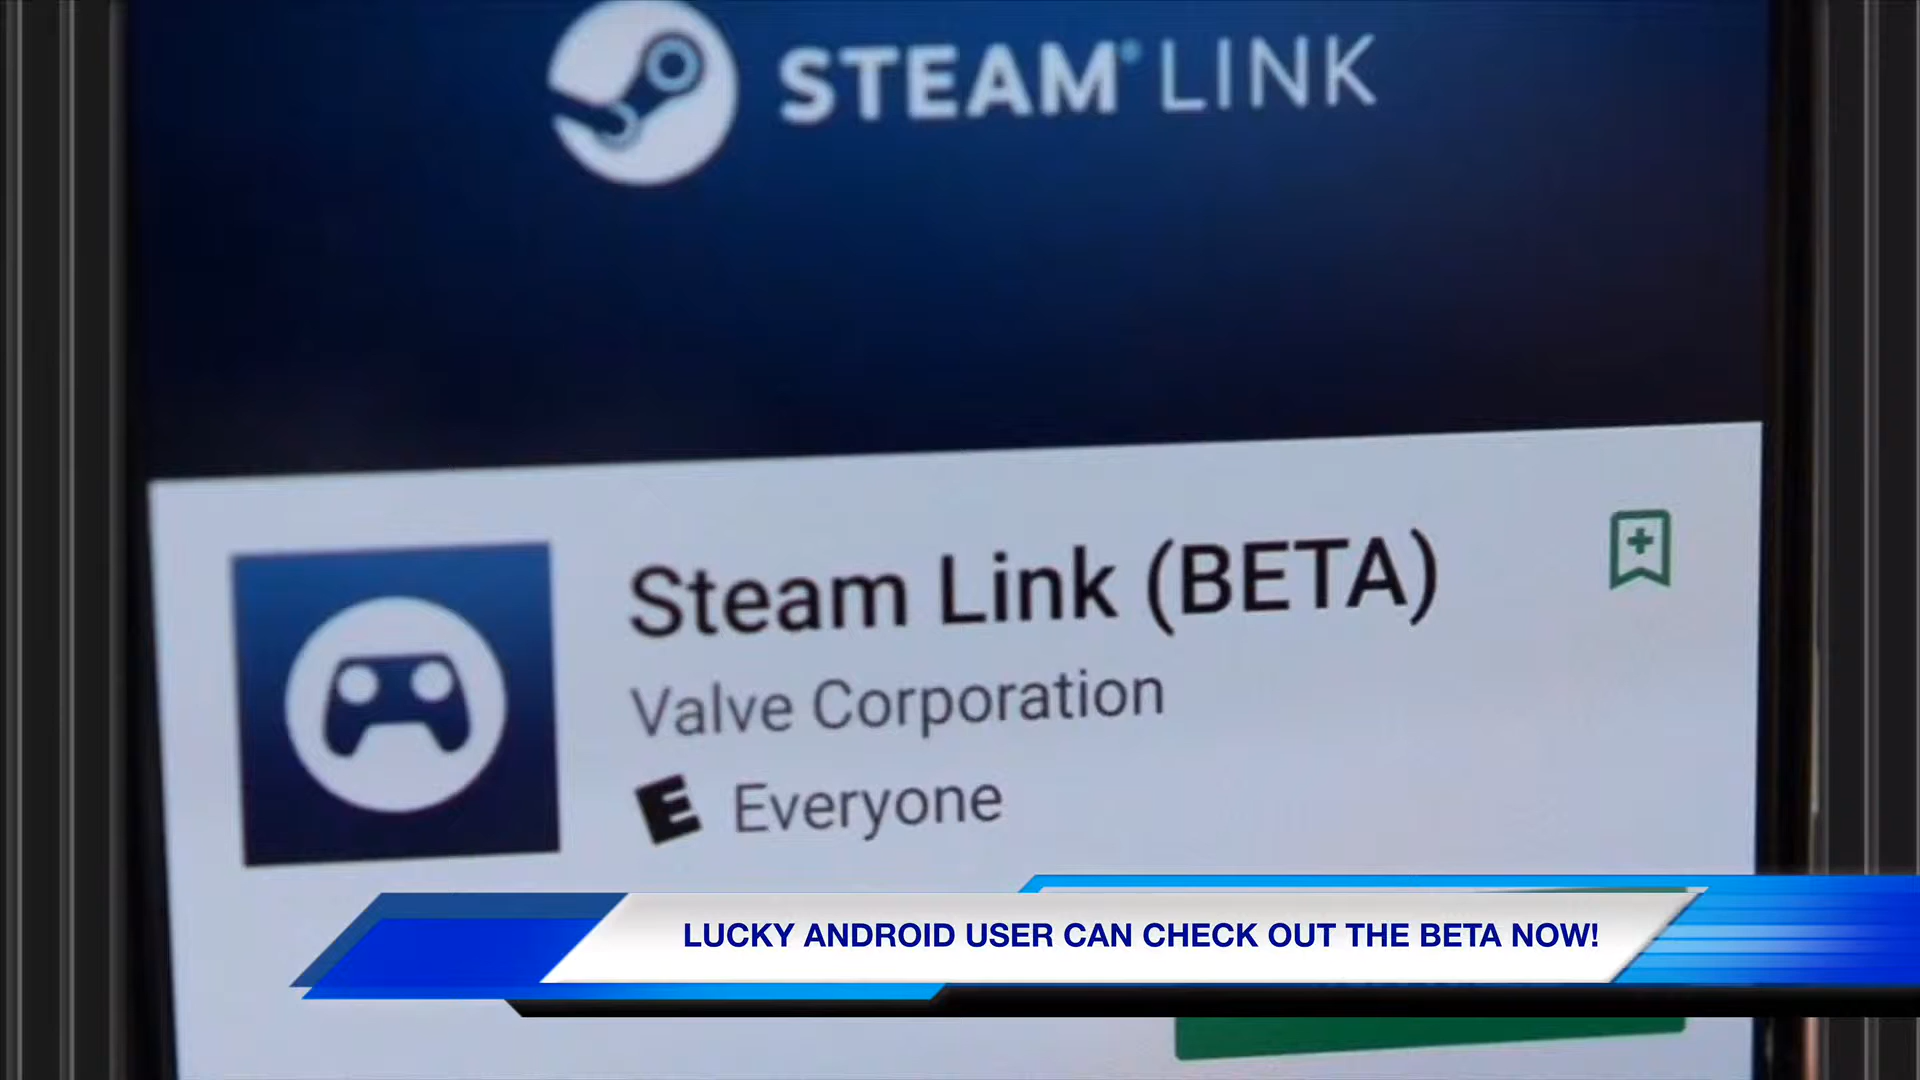 STEAM LINK
Steam Link (BETA)
Valve Corporation
E Everyone
LUCKY ANDROID USER CAN CHECK OUT THE BETA NOW!